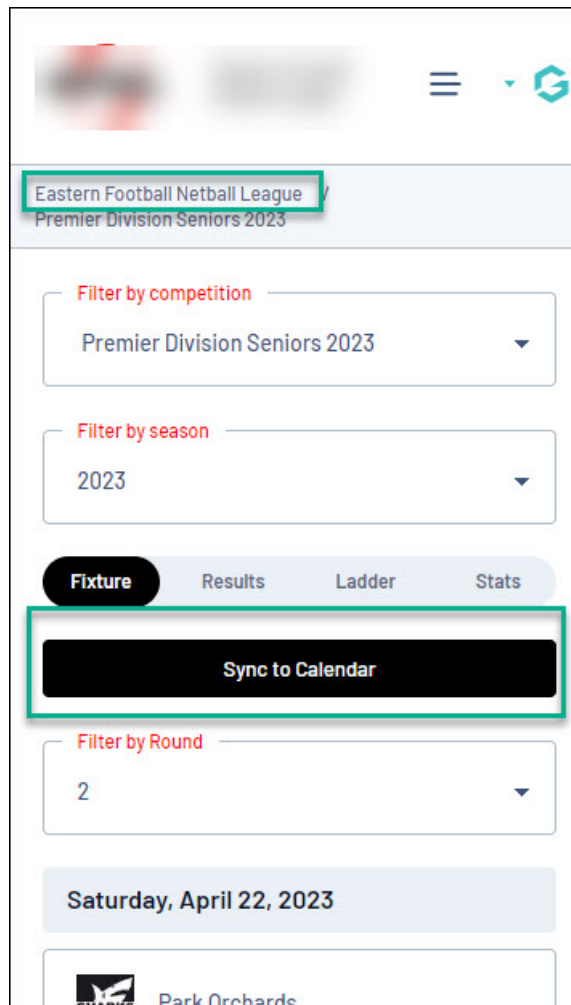 Eastern Football Netball League /
Premier Division Seniors 2023
Filter by competition
Premier Division Seniors 2023
Filter by season
2023
Fixture Results Ladder Stats
Sync to Calendar
Filter by Round
2
Saturday, April 22, 2023
Park Orchards